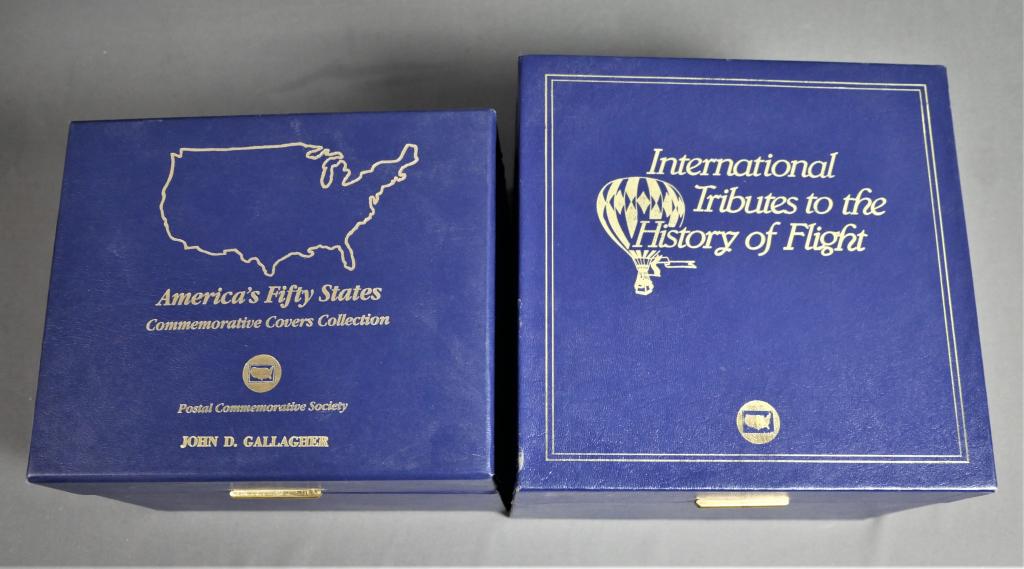 America's Fifty States
Commemorative Covers Collection
Postal Commemorative Society
JOHN D. GALLAGHER
International
Tributes to the
History of Flight